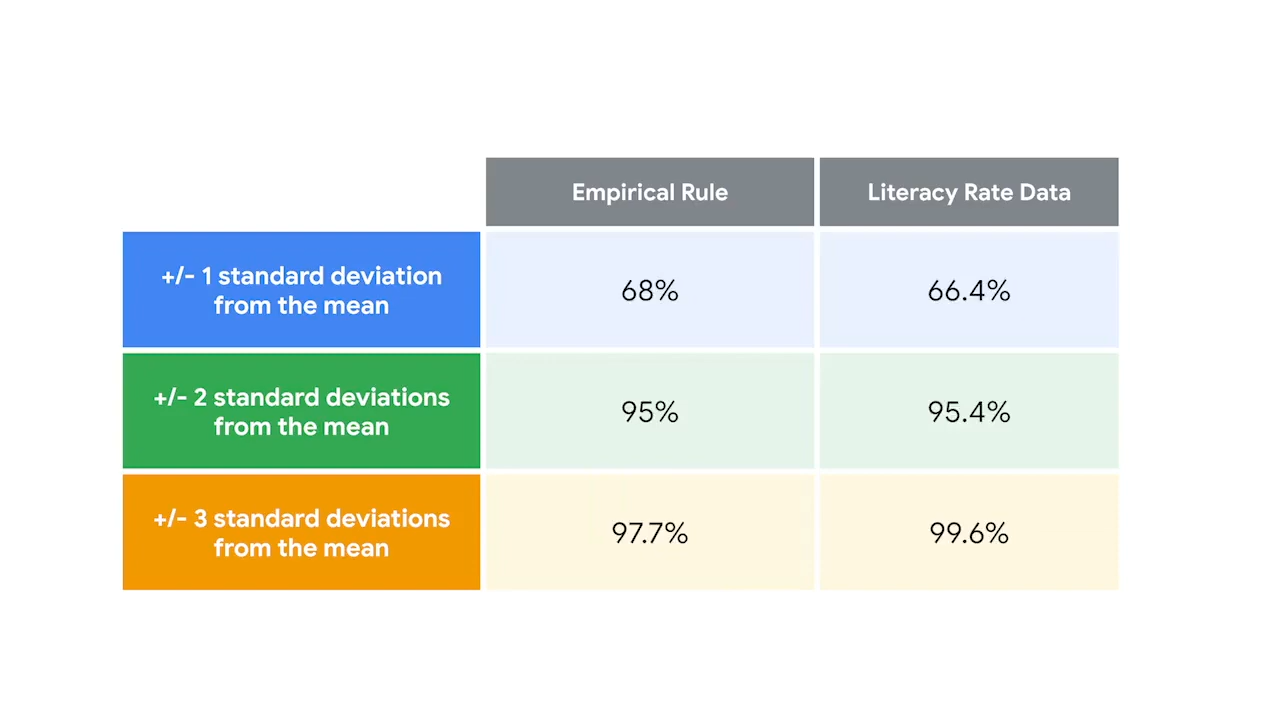 Empirical Rule
Literacy Rate Data
+/- 1 standard deviation
from the mean
68%
66.4%
+/- 2 standard deviations
from the mean
95%
95.4%
+/- 3 standard deviations
from the mean
97.7%
99.6%